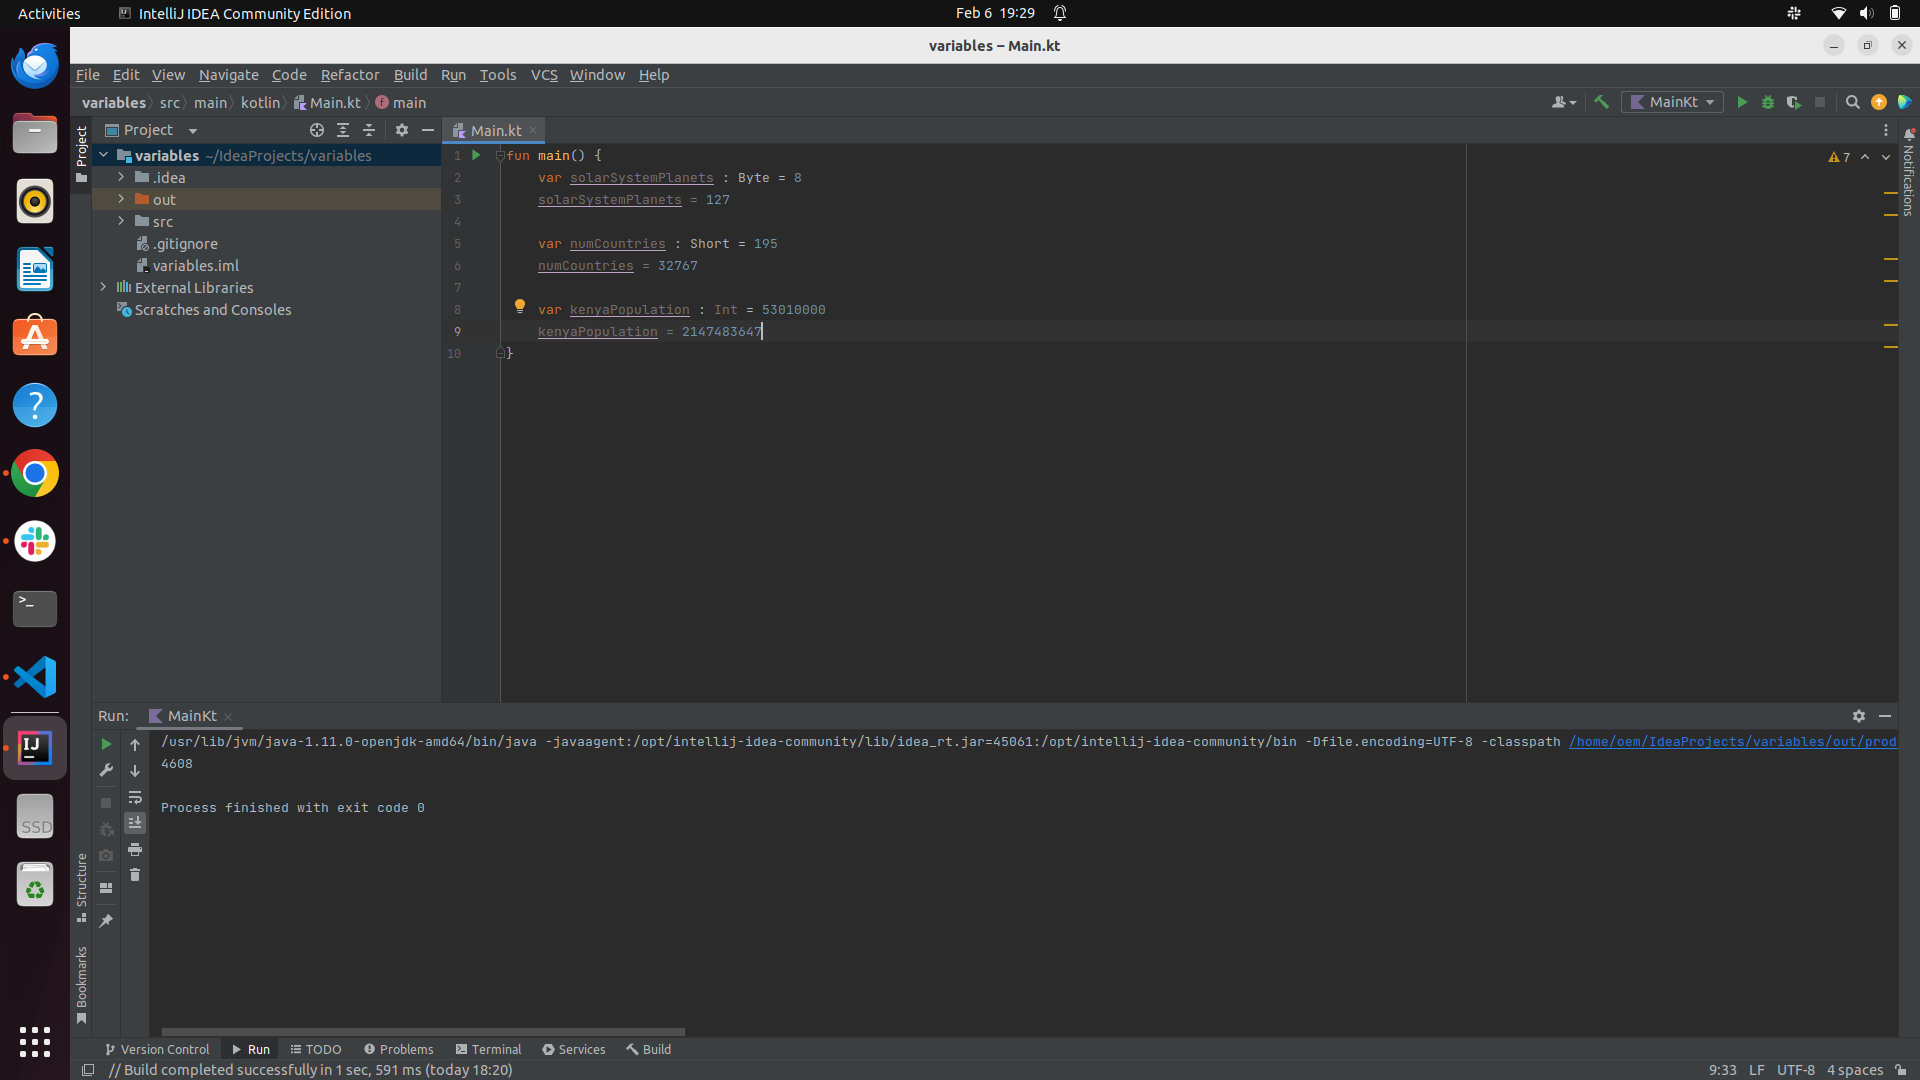 Activities IntelliJ IDEA Community Edition Feb 6 19:29
variables – Main.kt
File Edit View Navigate Code Refactor Build Run Tools VCS Window Help
variables src main kotlin Main.kt main MainKt
Project Project Main.kt
variables ~/IdeaProjects/variables
.idea
out
src
.gitignore
variables.iml
External Libraries
Scratches and Consoles
1 fun main() {
2 var solarSystemPlanets : Byte = 8
3 solarSystemPlanets = 127
4
5 var numCountries : Short = 195
6 numCountries = 32767
7
8 var kenyaPopulation : Int = 53010000
9 kenyaPopulation = 2147483647
10 }
7
Notifications
Run: MainKt
/usr/lib/jvm/java-1.11.0-openjdk-amd64/bin/java -javaagent:/opt/intellij-idea-community/lib/idea_rt.jar=45061:/opt/intellij-idea-community/bin -Dfile.encoding=UTF-8 -classpath /home/oem/IdeaProjects/variables/out/prod
4608
Process finished with exit code 0
Structure
Bookmarks
SSD
Version Control Run TODO Problems Terminal Services Build
// Build completed successfully in 1 sec, 591 ms (today 18:20) 9:33 LF UTF-8 4 spaces